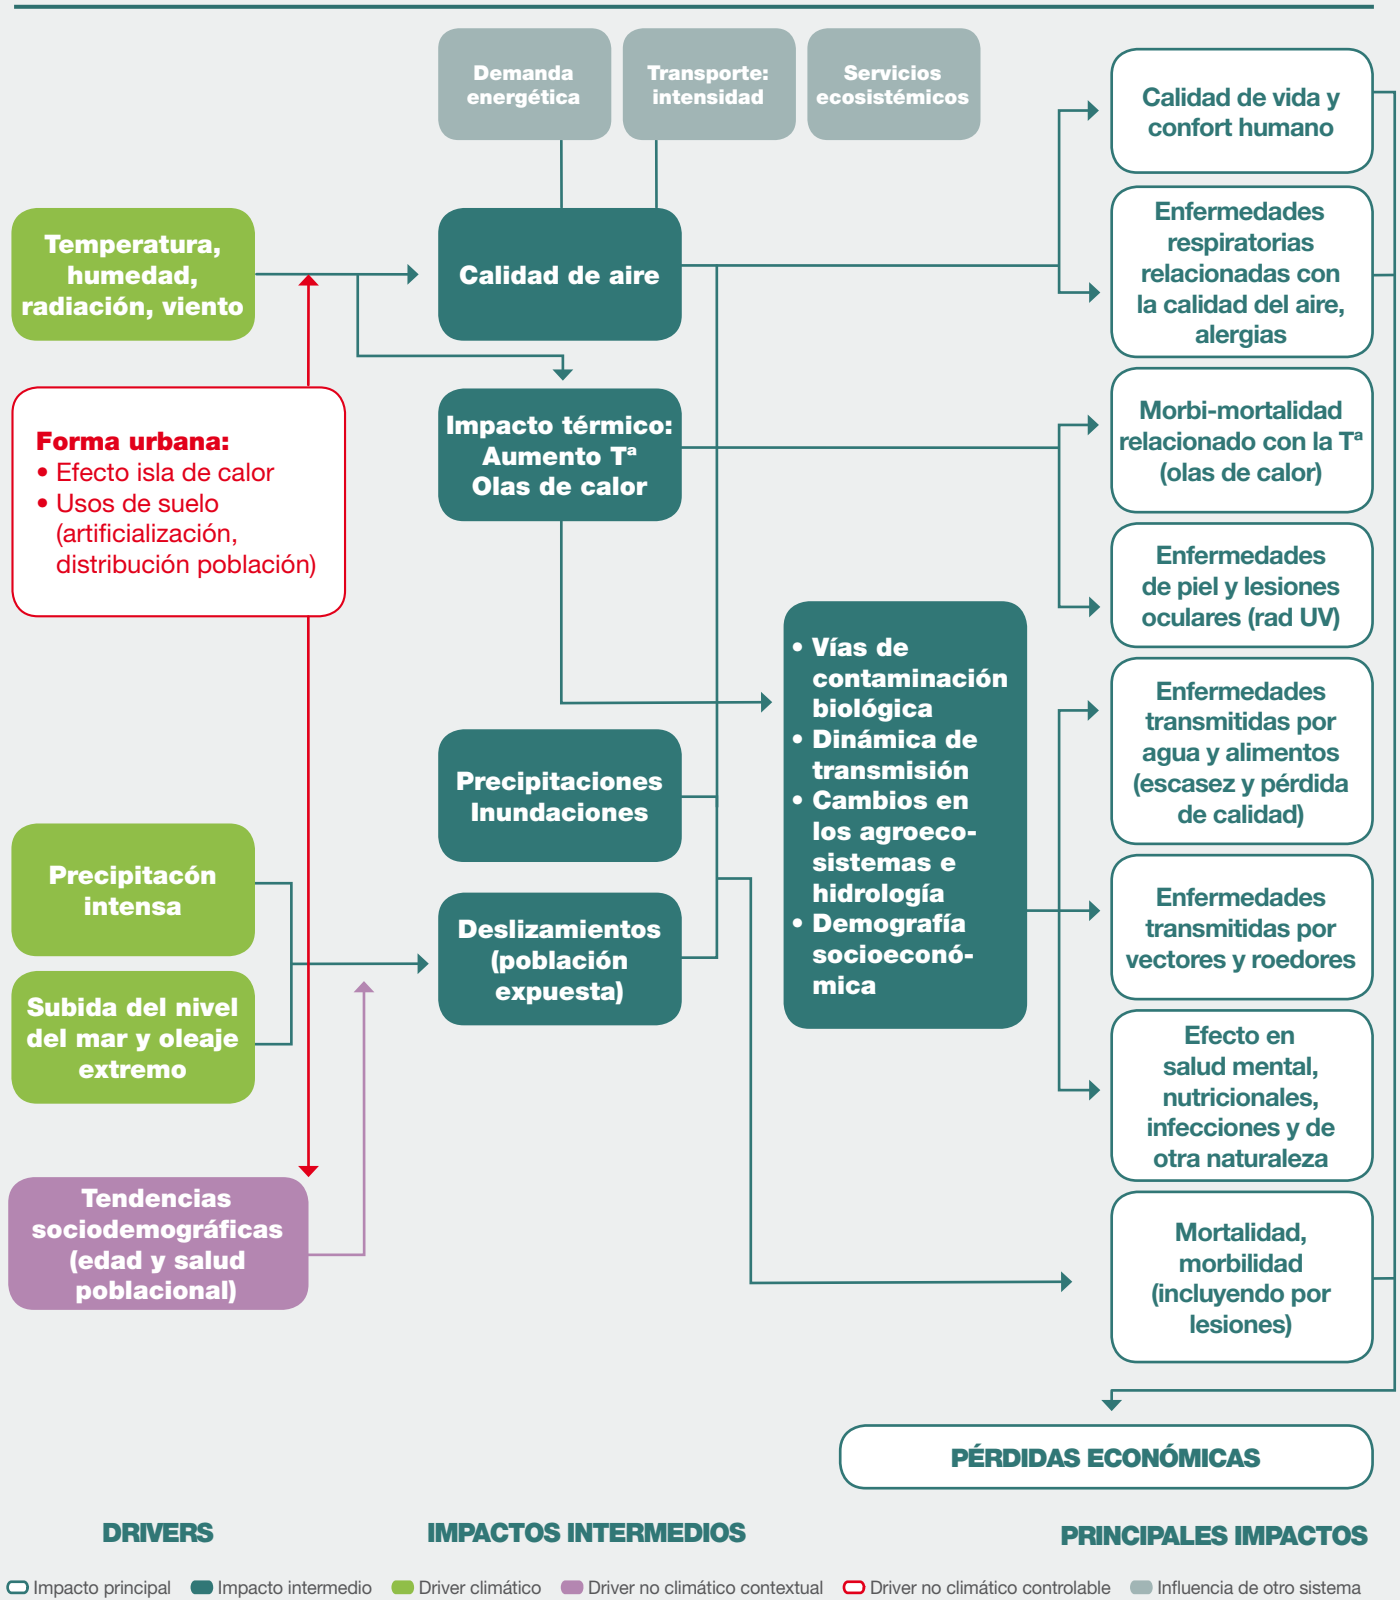 Demanda
energética
Transporte:
intensidad
Servicios
ecosistémicos
Calidad de vida y
confort humano
Temperatura,
humedad,
radiación, viento
Calidad de aire
Enfermedades
respiratorias
relacionadas con
la calidad del aire,
alergias
Forma urbana:
• Efecto isla de calor
• Usos de suelo
(artificialización,
distribución población)
Impacto térmico:
Aumento Tª
Olas de calor
Morbi-mortalidad
relacionado con la Tª
(olas de calor)
Enfermedades
de piel y lesiones
oculares (rad UV)
• Vías de
contaminación
biológica
• Dinámica de
transmisión
• Cambios en
los agroeco-
sistemas e
hidrología
• Demografía
socioeconó-
mica
Enfermedades
transmitidas por
agua y alimentos
(escasez y pérdida
de calidad)
Precipitaciones
Inundaciones
Precipitacón
intensa
Deslizamientos
(población
expuesta)
Enfermedades
transmitidas por
vectores y roedores
Subida del nivel
del mar y oleaje
extremo
Efecto en
salud mental,
nutricionales,
infecciones y de
otra naturaleza
Tendencias
sociodemográficas
(edad y salud
poblacional)
Mortalidad,
morbilidad
(incluyendo por
lesiones)
PÉRDIDAS ECONÓMICAS
DRIVERS
IMPACTOS INTERMEDIOS
PRINCIPALES IMPACTOS
Impacto principal
Impacto intermedio
Driver climático
Driver no climático contextual
Driver no climático controlable
Influencia de otro sistema